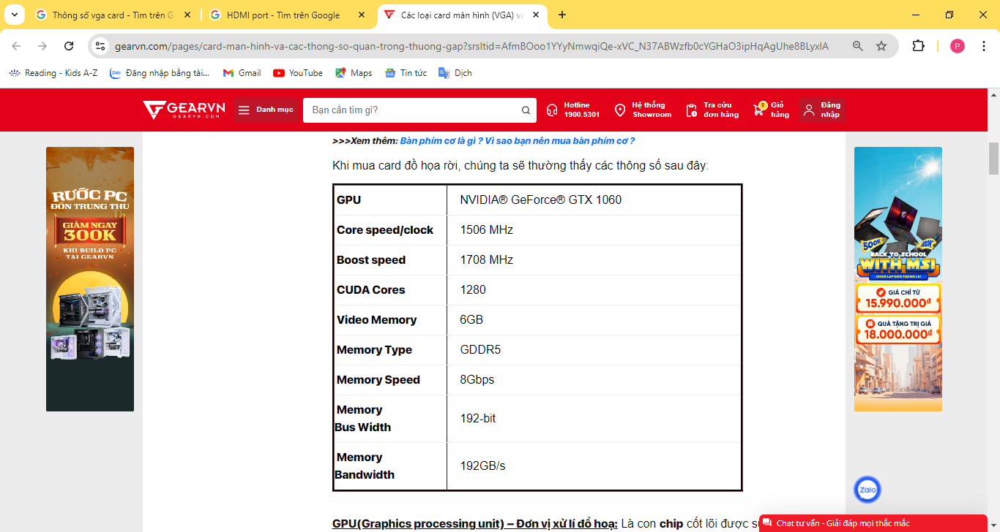 Thông số vga card - Tìm trên G
HDMI port - Tìm trên Google
Các loại card màn hình (VGA) và
gearvn.com/pages/card-man-hinh-va-cac-thong-so-quan-trong-thuong-gap?srsltid=AfmBOoo1YYyNmwqiQe-xVC_N37ABWzfb0cYGHaO3ipHqAgUhe8BLyxIA
P
Reading - Kids A-Z
Zalo
Đăng nhập bằng tài...
Gmail
YouTube
Maps
Tin tức
Dịch
GEARVN
GEARVN.COM
Danh mục
Bạn cần tìm gì?
Hotline
1900.5301
Hệ thống
Showroom
Tra cứu
đơn hàng
0
Giỏ
hàng
Đăng
nhập
>>>Xem thêm: Bàn phím cơ là gì ? Vì sao bạn nên mua bàn phím cơ ?
Khi mua card đồ họa rời, chúng ta sẽ thường thấy các thông số sau đây:
GPU NVIDIA® GeForce® GTX 1060
Core speed/clock 1506 MHz
Boost speed 1708 MHz
CUDA Cores 1280
Video Memory 6GB
Memory Type GDDR5
Memory Speed 8Gbps
Memory
Bus Width 192-bit
Memory
Bandwidth 192GB/s
GPU(Graphics processing unit) – Đơn vị xử lí đồ hoạ: Là con chip cốt lõi được s
RƯỚC PC
ĐÓN TRUNG THU
GIẢM NGAY
300K
KHI BUILD PC
TẠI GEARVN
500K
BACK TO SCHOOL
WITH MSI
GIÁ CHỈ TỪ
15.990.000đ
QUÀ TẶNG TRỊ GIÁ
18.000.000đ
Zalo
Chat tư vấn - Giải đáp mọi thắc mắc